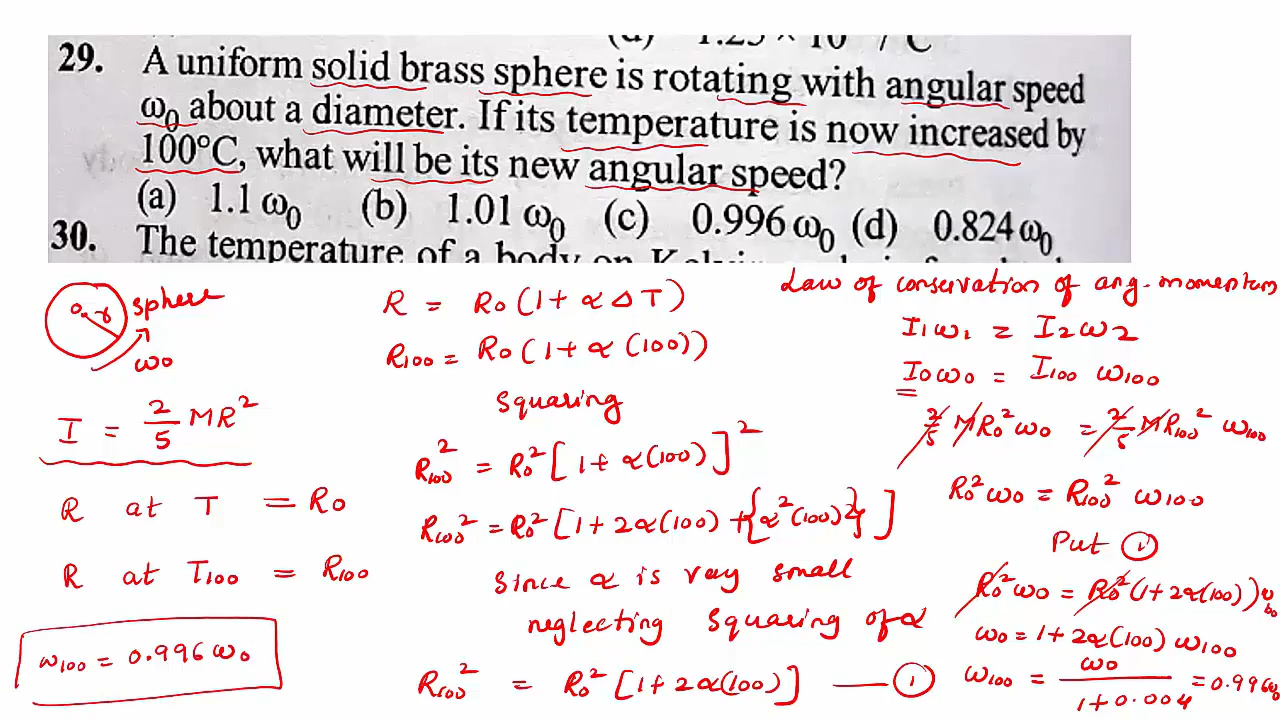 (d) 1.25 × 10 / C
29. A uniform solid brass sphere is rotating with angular speed
ω₀ about a diameter. If its temperature is now increased by
100°C, what will be its new angular speed?
(a) 1.1 ω₀ (b) 1.01 ω₀ (c) 0.996 ω₀ (d) 0.824 ω₀
30. The temperature of a body on
sphere
o r
ω0
I = 2/5 MR²
R at T = R0
R at T100 = R100
ω100 = 0.996 ω0
R = R0 (1 + α ΔT)
R100 = R0 (1 + α (100))
Squaring
R100² = R0² [1 + α(100)]²
R100² = R0² [1 + 2α(100) + {α²(100)²}]
Since α is vey small
neglecting squaring of α
R100² = R0² [1 + 2α(100)] —— ①
Law of conservation of ang. momentum
I1ω1 = I2ω2
I0ω0 = I100 ω100
2/5 MR0² ω0 = 2/5 MR100² ω100
R0² ω0 = R100² ω100
Put ①
R0² ω0 = R0² (1 + 2α(100)) ω100
ω0 = 1 + 2α(100) ω100
ω100 = ω0 / 1 + 0.004 = 0.996ω0